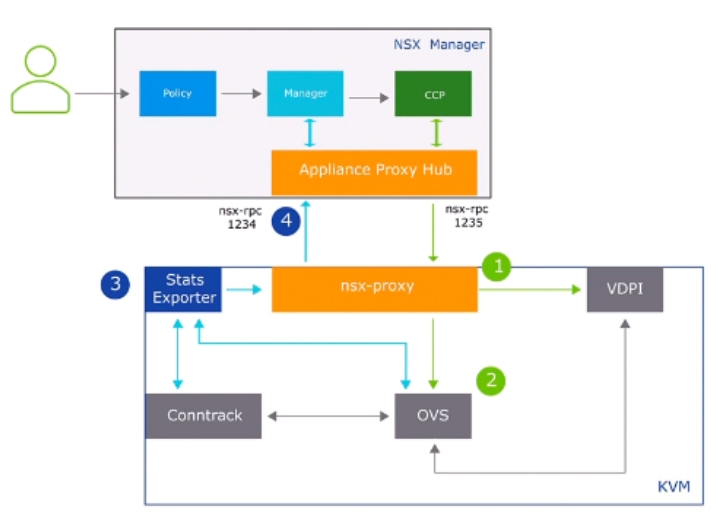 NSX Manager
Policy
Manager
CCP
Appliance Proxy Hub
nsx-rpc
1234
4
nsx-rpc
1235
1
3
Stats
Exporter
nsx-proxy
VDPI
2
Conntrack
OVS
KVM